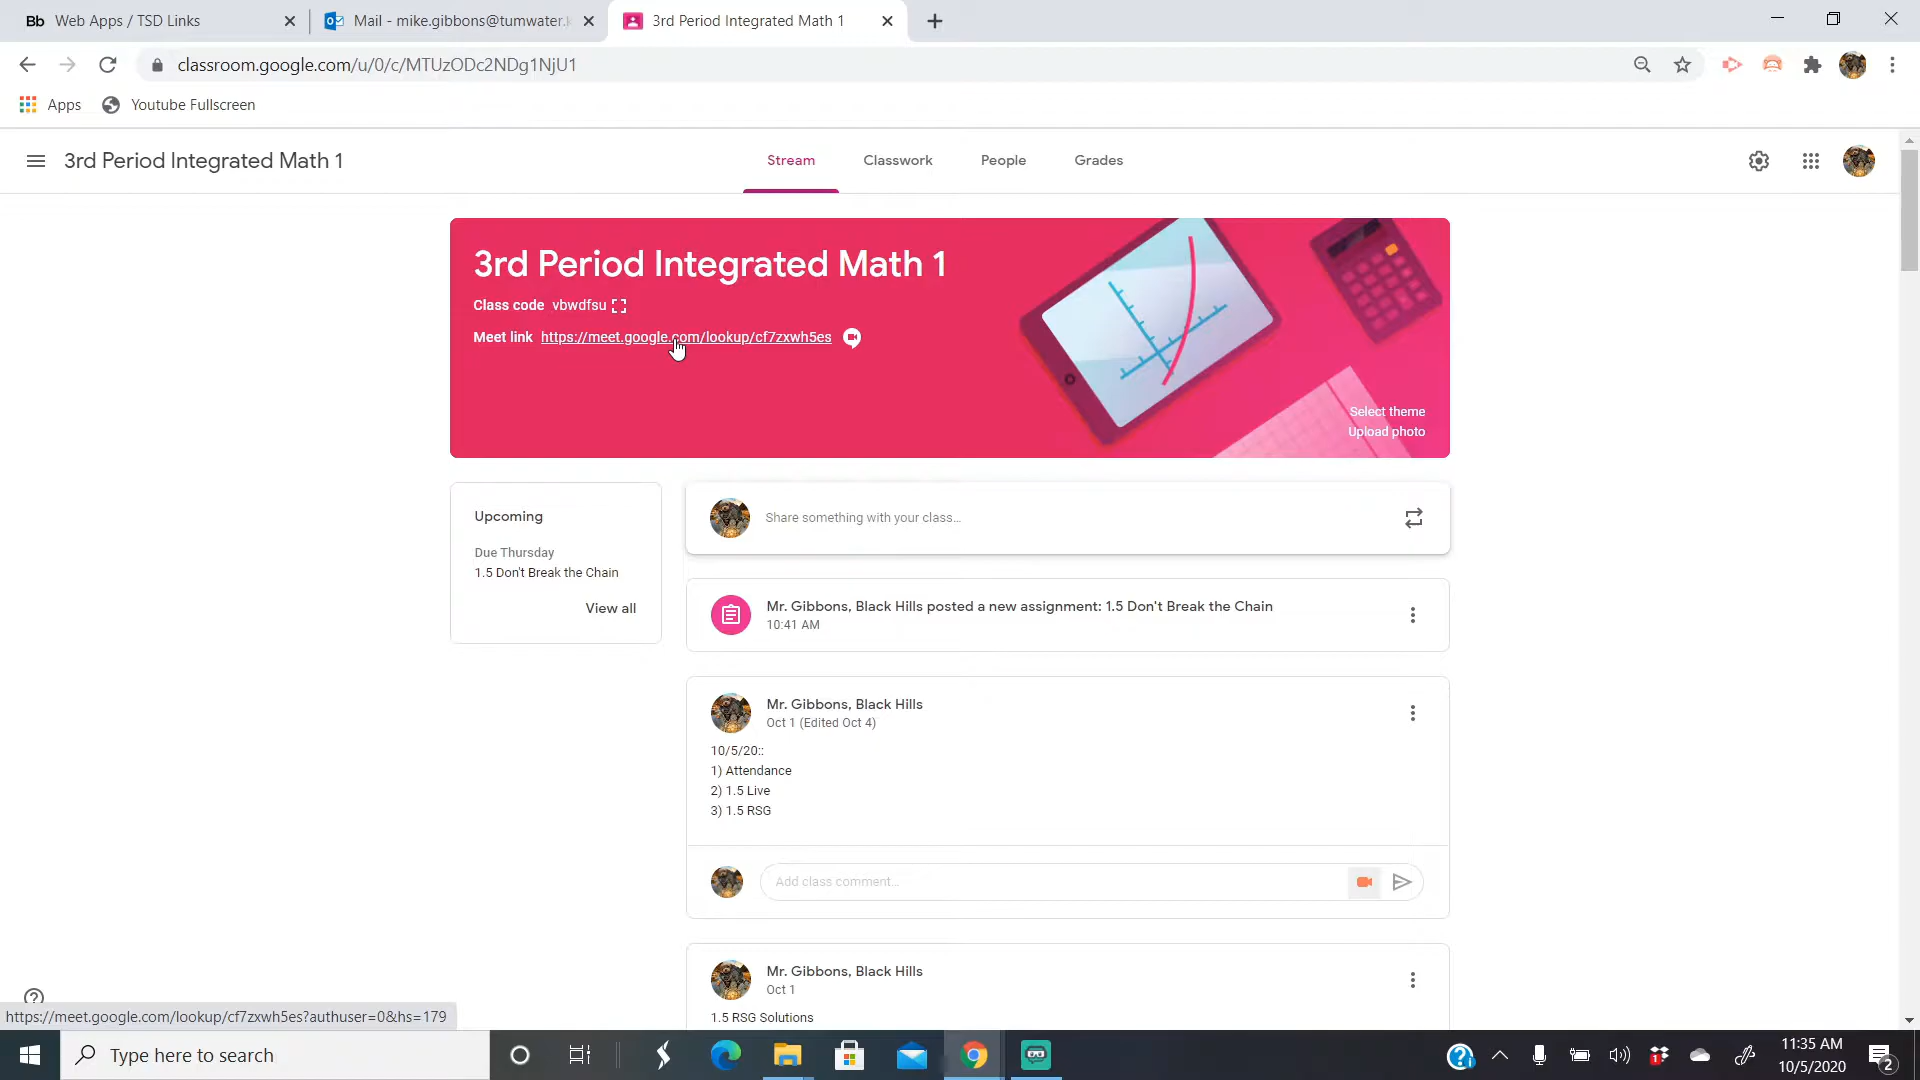 Bb Web Apps / TSD Links
Mail - mike.gibbons@tumwater.
3rd Period Integrated Math 1
classroom.google.com/u/0/c/MTUzODc2NDg1NjU1
Apps
Youtube Fullscreen
3rd Period Integrated Math 1
Stream
Classwork
People
Grades
3rd Period Integrated Math 1
Class code vbwdfsu
Meet link https://meet.google.com/lookup/cf7zxwh5es
Select theme
Upload photo
Upcoming
Due Thursday
1.5 Don't Break the Chain
View all
Share something with your class...
Mr. Gibbons, Black Hills posted a new assignment: 1.5 Don't Break the Chain
10:41 AM
Mr. Gibbons, Black Hills
Oct 1 (Edited Oct 4)
10/5/20::
1) Attendance
2) 1.5 Live
3) 1.5 RSG
Add class comment...
Mr. Gibbons, Black Hills
Oct 1
1.5 RSG Solutions
https://meet.google.com/lookup/cf7zxwh5es?authuser=0&hs=179
Type here to search
1
11:35 AM
10/5/2020
2